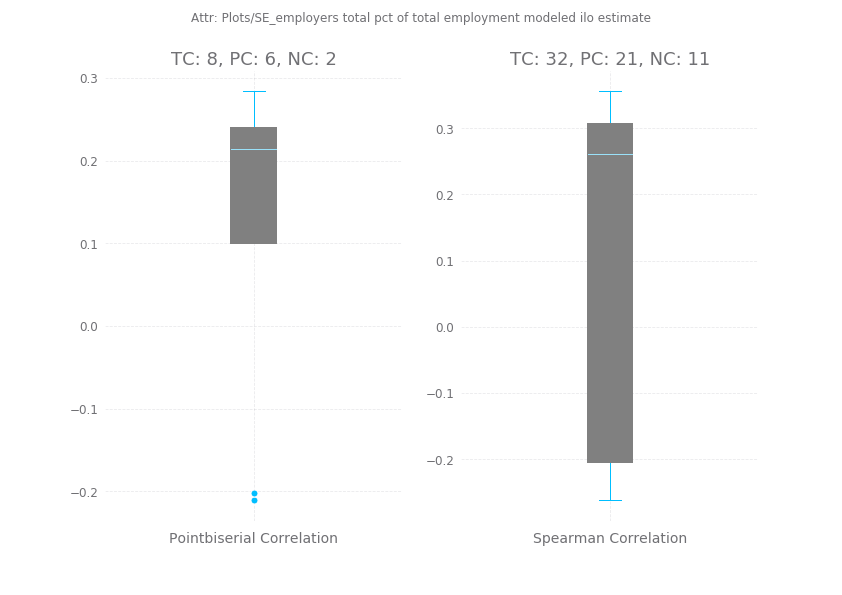 Attr: Plots/SE_employers total pct of total employment modeled ilo estimate
TC: 8, PC: 6, NC: 2
0.3
0.2
0.1
0.0
−0.1
−0.2
Pointbiserial Correlation
TC: 32, PC: 21, NC: 11
0.3
0.2
0.1
0.0
−0.1
−0.2
Spearman Correlation